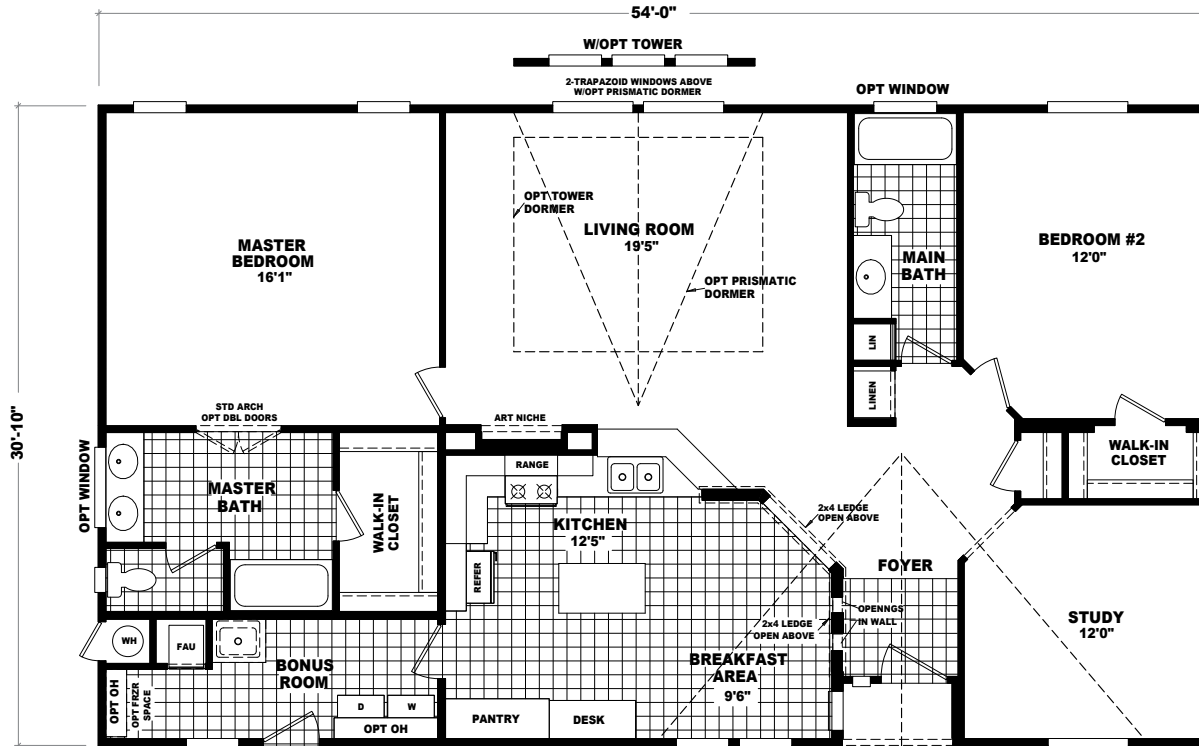 54'-0"
W/OPT TOWER
2-TRAPAZOID WINDOWS ABOVE
W/OPT PRISMATIC DORMER
OPT WINDOW
OPT TOWER
DORMER
LIVING ROOM
19'5"
MASTER
BEDROOM
16'1"
MAIN
BATH
BEDROOM #2
12'0"
OPT PRISMATIC
DORMER
LIN
LINEN
30'-10"
STD ARCH
OPT DBL DOORS
ART NICHE
OPT WINDOW
MASTER
BATH
WALK-IN
CLOSET
RANGE
KITCHEN
12'5"
REFER
2x4 LEDGE
OPEN ABOVE
WALK-IN
CLOSET
FOYER
OPENNGS
IN WALL
2x4 LEDGE
OPEN ABOVE
STUDY
12'0"
WH
FAU
BONUS
ROOM
BREAKFAST
AREA
9'6"
OPT OH
OPT FRZR
SPACE
D
W
OPT OH
PANTRY
DESK